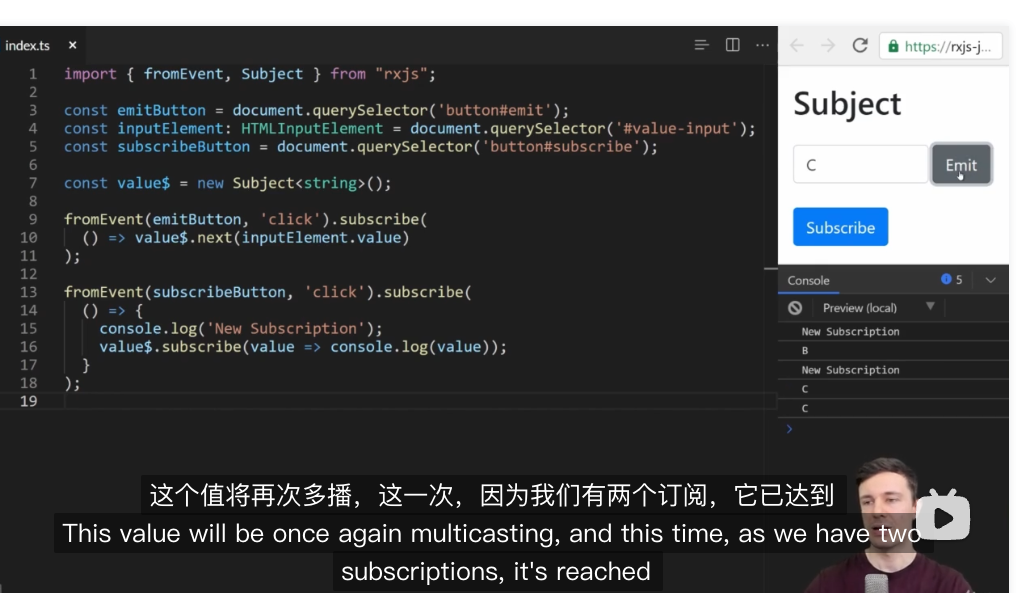 index.ts ×
https://rxjs-j...
1 import { fromEvent, Subject } from "rxjs";
2
3 const emitButton = document.querySelector('button#emit');
4 const inputElement: HTMLInputElement = document.querySelector('#value-input');
5 const subscribeButton = document.querySelector('button#subscribe');
6
7 const value$ = new Subject<string>();
8
9 fromEvent(emitButton, 'click').subscribe(
10 () => value$.next(inputElement.value)
11 );
12
13 fromEvent(subscribeButton, 'click').subscribe(
14 () => {
15 console.log('New Subscription');
16 value$.subscribe(value => console.log(value));
17 }
18 );
19
Subject
C
Emit
Subscribe
Console 5
Preview (local)
New Subscription
B
New Subscription
C
C
这个值将再次多播，这一次，因为我们有两个订阅，它已达到
This value will be once again multicasting, and this time, as we have two
subscriptions, it's reached